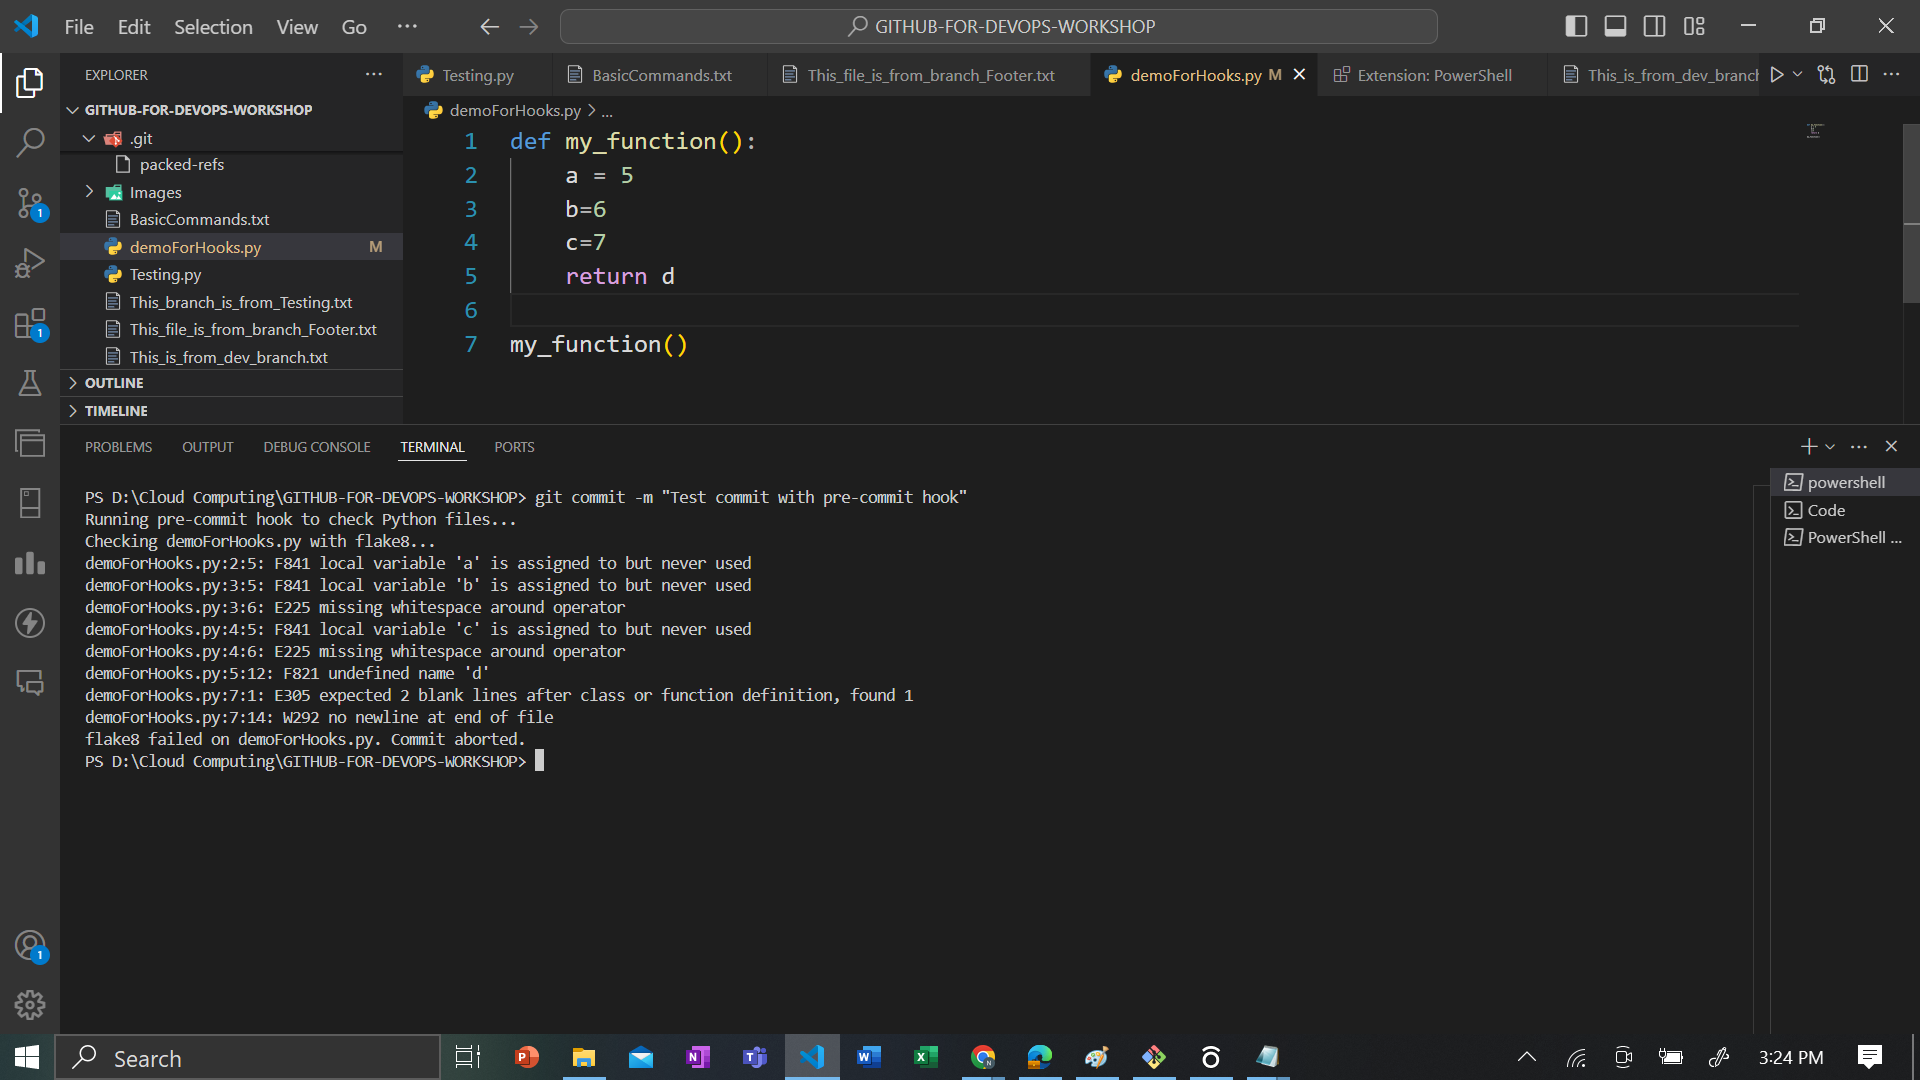 File Edit Selection View Go ··· GITHUB-FOR-DEVOPS-WORKSHOP
EXPLORER ···
GITHUB-FOR-DEVOPS-WORKSHOP
.git
packed-refs
Images
BasicCommands.txt
demoForHooks.py M
Testing.py
This_branch_is_from_Testing.txt
This_file_is_from_branch_Footer.txt
This_is_from_dev_branch.txt
OUTLINE
TIMELINE
Testing.py BasicCommands.txt This_file_is_from_branch_Footer.txt demoForHooks.py M Extension: PowerShell This_is_from_dev_branch
demoForHooks.py > ...
1 def my_function():
2 a = 5
3 b=6
4 c=7
5 return d
6
7 my_function()
PROBLEMS OUTPUT DEBUG CONSOLE TERMINAL PORTS
PS D:\Cloud Computing\GITHUB-FOR-DEVOPS-WORKSHOP> git commit -m "Test commit with pre-commit hook"
Running pre-commit hook to check Python files...
Checking demoForHooks.py with flake8...
demoForHooks.py:2:5: F841 local variable 'a' is assigned to but never used
demoForHooks.py:3:5: F841 local variable 'b' is assigned to but never used
demoForHooks.py:3:6: E225 missing whitespace around operator
demoForHooks.py:4:5: F841 local variable 'c' is assigned to but never used
demoForHooks.py:4:6: E225 missing whitespace around operator
demoForHooks.py:5:12: F821 undefined name 'd'
demoForHooks.py:7:1: E305 expected 2 blank lines after class or function definition, found 1
demoForHooks.py:7:14: W292 no newline at end of file
flake8 failed on demoForHooks.py. Commit aborted.
PS D:\Cloud Computing\GITHUB-FOR-DEVOPS-WORKSHOP>
powershell
Code
PowerShell ...
1
1
1
Search
3:24 PM